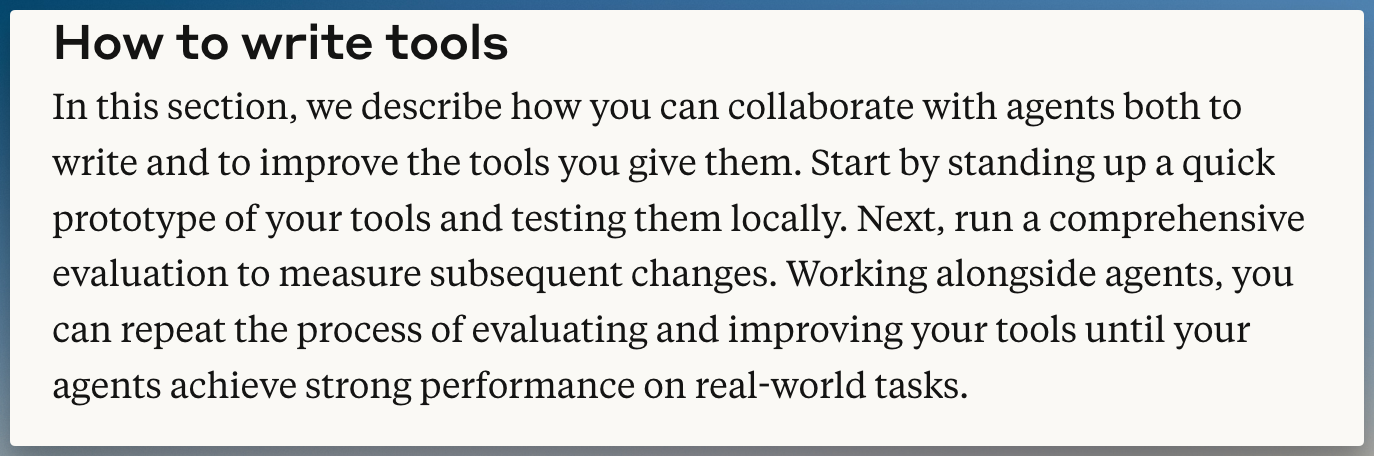 How to write tools
In this section, we describe how you can collaborate with agents both to
write and to improve the tools you give them. Start by standing up a quick
prototype of your tools and testing them locally. Next, run a comprehensive
evaluation to measure subsequent changes. Working alongside agents, you
can repeat the process of evaluating and improving your tools until your
agents achieve strong performance on real-world tasks.